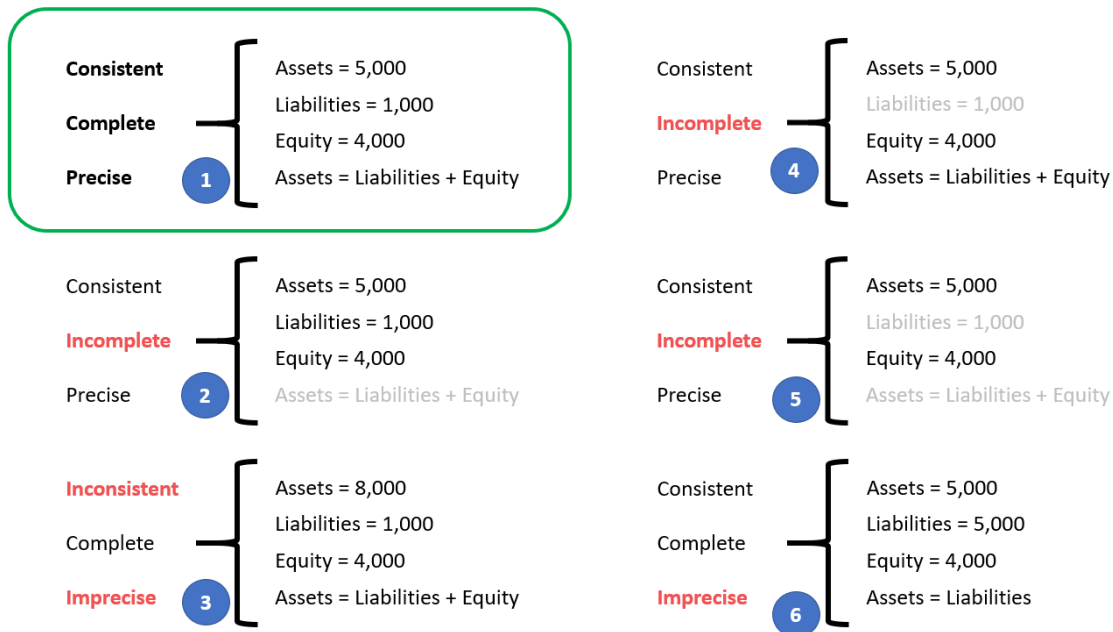 Consistent
Complete
Precise
1
Assets = 5,000
Liabilities = 1,000
Equity = 4,000
Assets = Liabilities + Equity
Consistent
Incomplete
Precise
4
Assets = 5,000
Liabilities = 1,000
Equity = 4,000
Assets = Liabilities + Equity
Consistent
Incomplete
Precise
2
Assets = 5,000
Liabilities = 1,000
Equity = 4,000
Assets = Liabilities + Equity
Consistent
Incomplete
Precise
5
Assets = 5,000
Liabilities = 1,000
Equity = 4,000
Assets = Liabilities + Equity
Inconsistent
Complete
Imprecise
3
Assets = 8,000
Liabilities = 1,000
Equity = 4,000
Assets = Liabilities + Equity
Consistent
Complete
Imprecise
6
Assets = 5,000
Liabilities = 5,000
Equity = 4,000
Assets = Liabilities